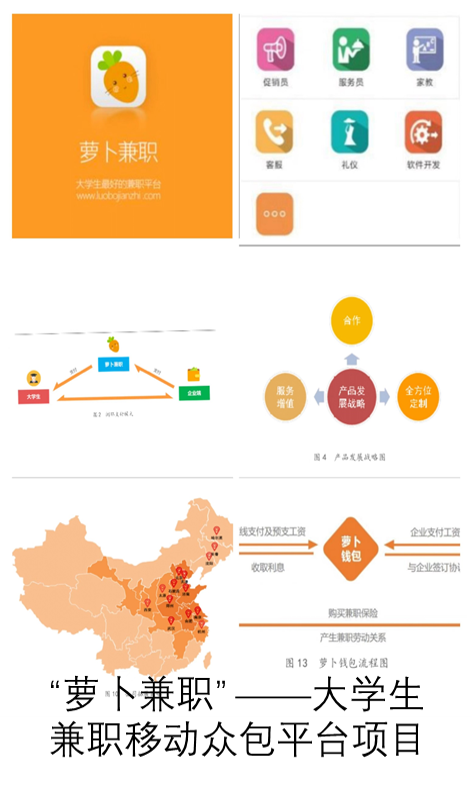 萝卜兼职
大学生最好的兼职平台
www.luobojianzhi.com
促销员
服务员
家教
客服
礼仪
软件开发
萝卜兼职
大学生
企业端
合作
服务
增值
产品发
展战略
全方位
定制
图 4 产品发展战略图
线支付及预支工资
收取利息
萝卜
钱包
企业支付工资
与企业签订协议
购买兼职保险
产生兼职劳动关系
图 13 萝卜钱包流程图
“萝卜兼职” ——大学生
兼职移动众包平台项目